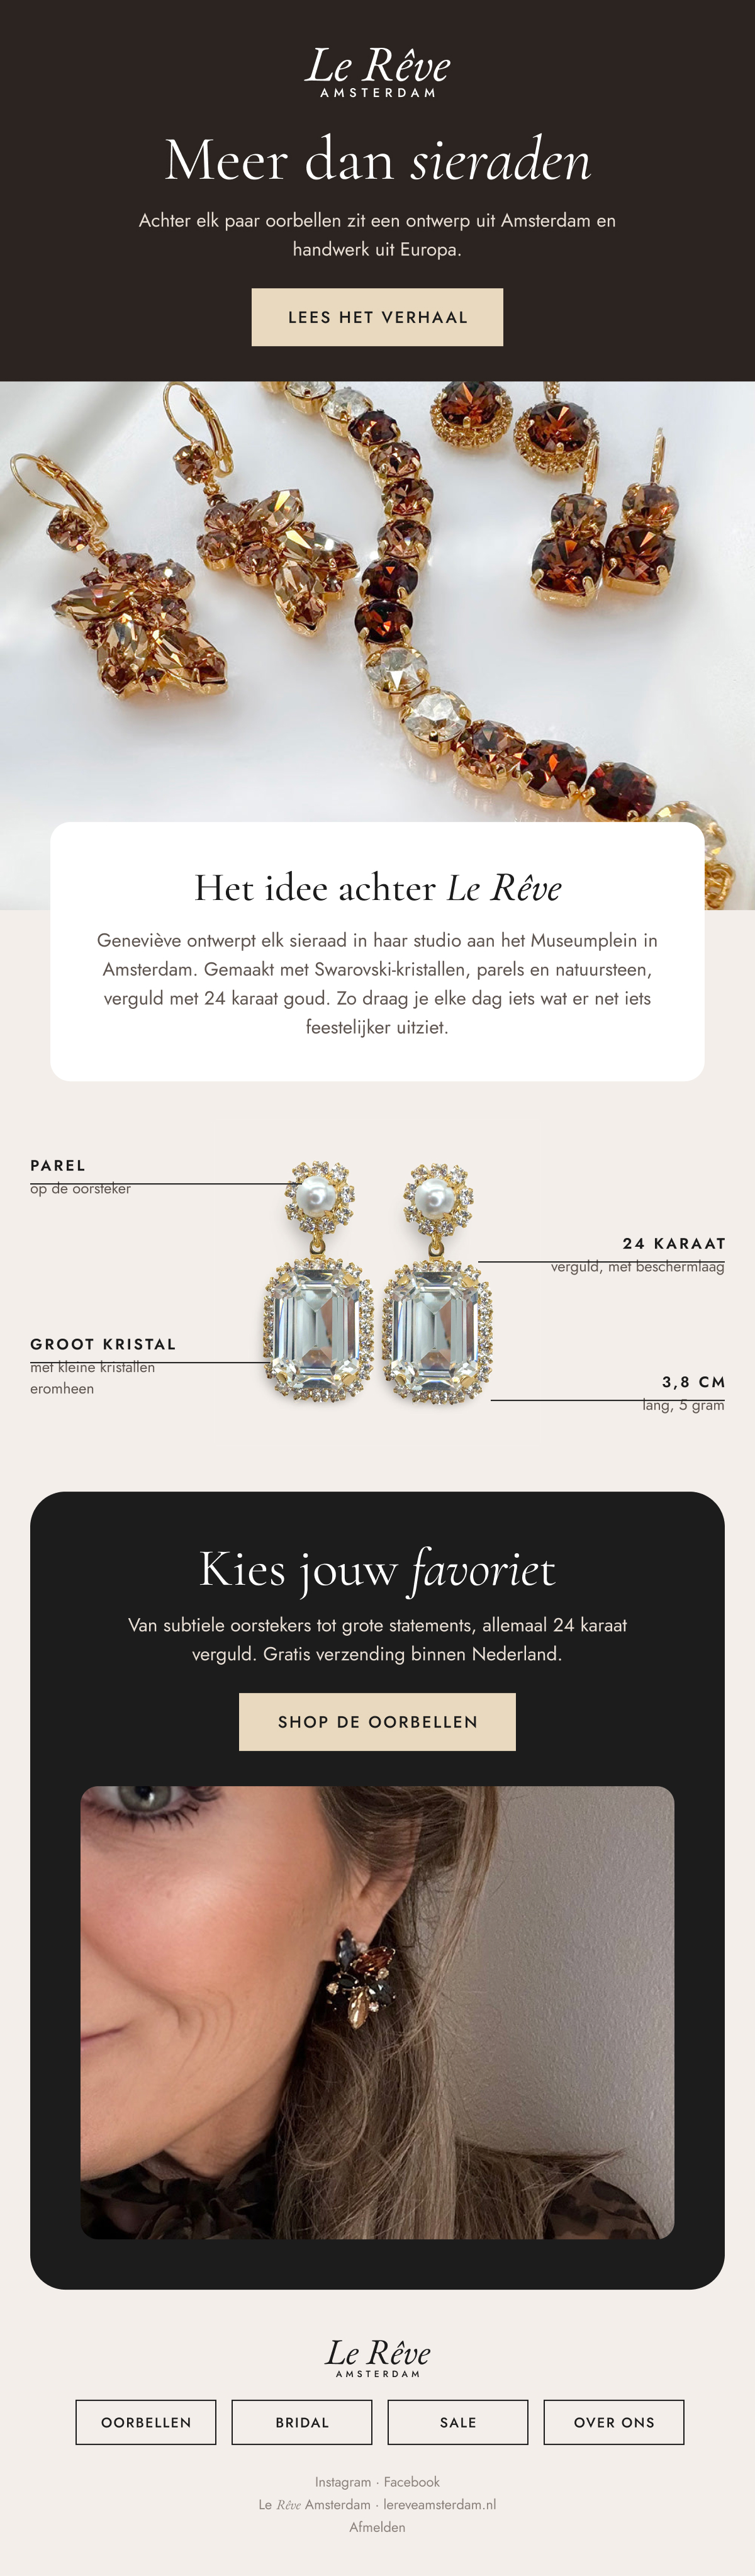 Le Rêve
AMSTERDAM
Meer dan sieraden
Achter elk paar oorbellen zit een ontwerp uit Amsterdam en
handwerk uit Europa.
LEES HET VERHAAL
Het idee achter Le Rêve
Geneviève ontwerpt elk sieraad in haar studio aan het Museumplein in
Amsterdam. Gemaakt met Swarovski-kristallen, parels en natuursteen,
verguld met 24 karaat goud. Zo draag je elke dag iets wat er net iets
feestelijker uitziet.
PAREL
op de oorsteker
24 KARAAT
verguld, met beschermlaag
GROOT KRISTAL
met kleine kristallen
eromheen
3,8 CM
lang, 5 gram
Kies jouw favoriet
Van subtiele oorstekers tot grote statements, allemaal 24 karaat
verguld. Gratis verzending binnen Nederland.
SHOP DE OORBELLEN
Le Rêve
AMSTERDAM
OORBELLEN BRIDAL SALE OVER ONS
Instagram · Facebook
Le Rêve Amsterdam · lereveamsterdam.nl
Afmelden